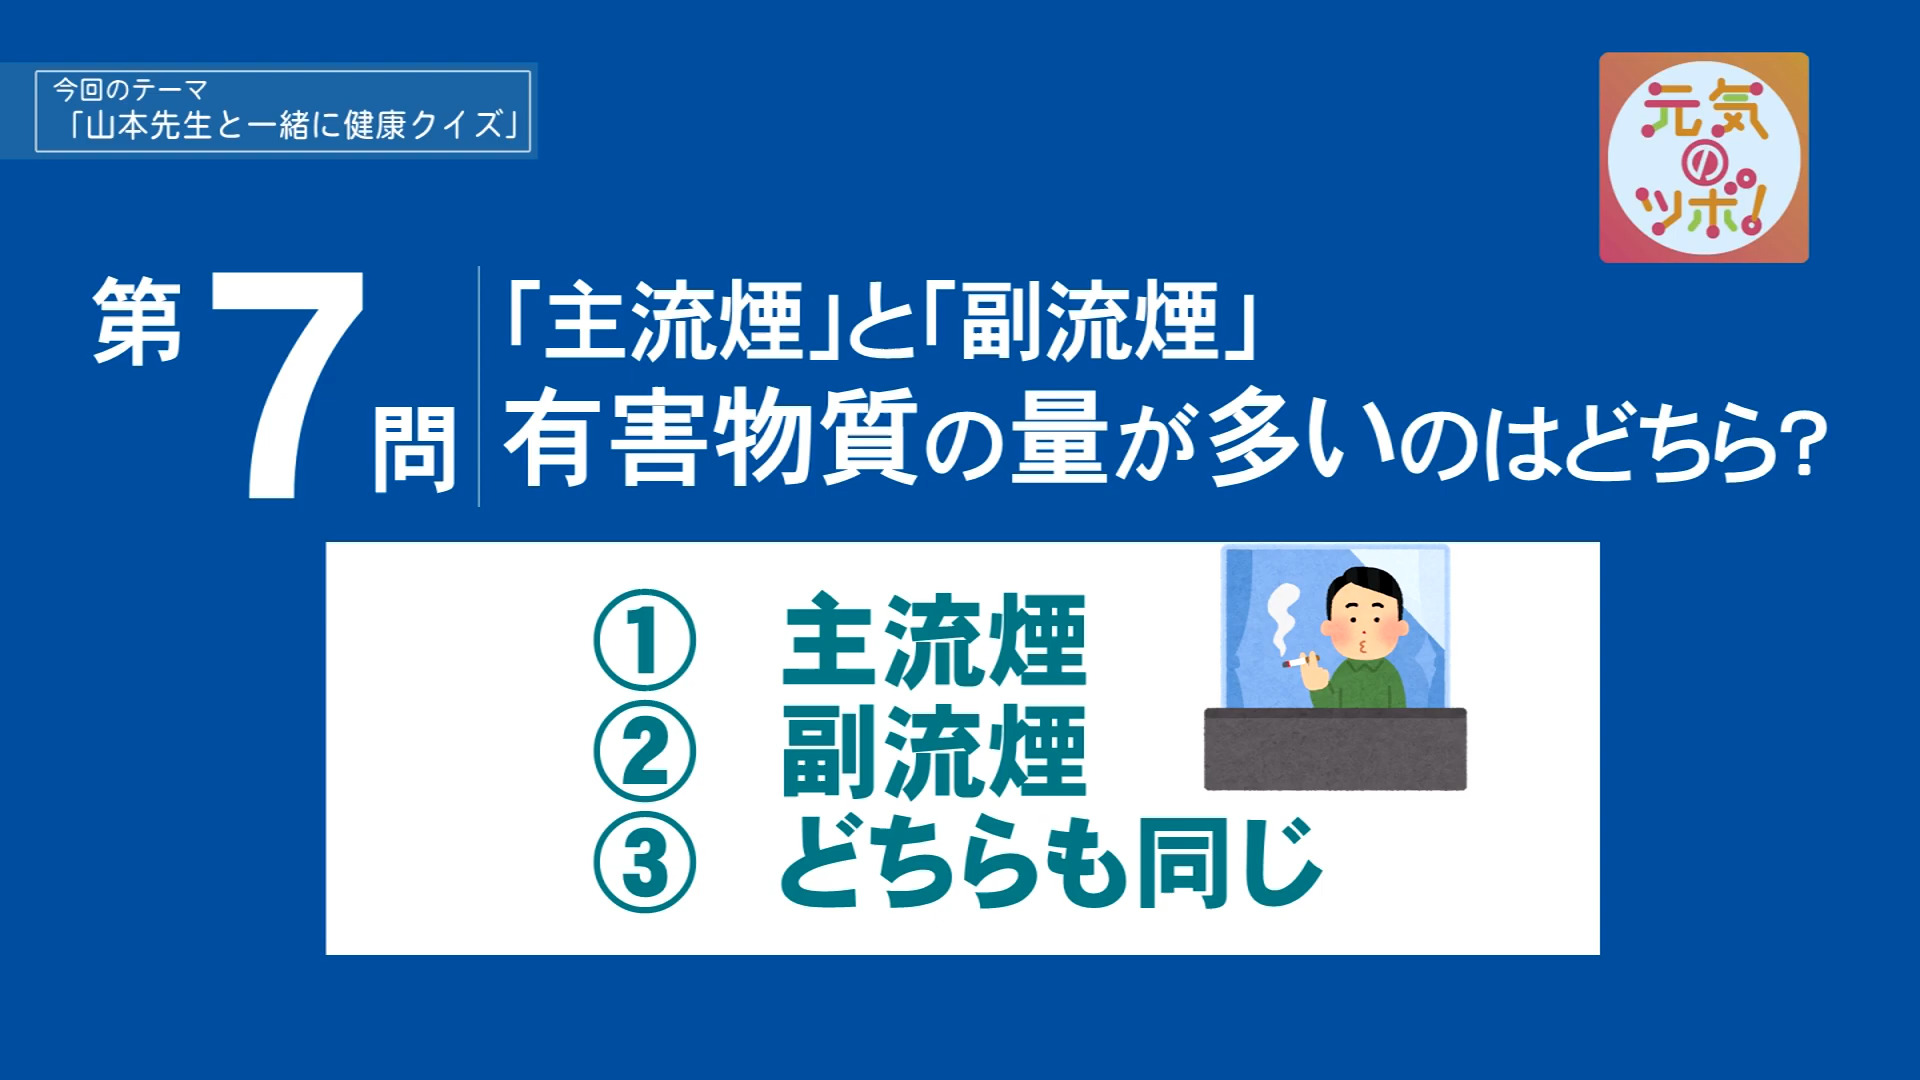 今回のテーマ
「山本先生と一緒に健康クイズ」
元気
の
ツボ!
第7問
「主流煙」と「副流煙」
有害物質の量が多いのはどちら?
① 主流煙
② 副流煙
③ どちらも同じ